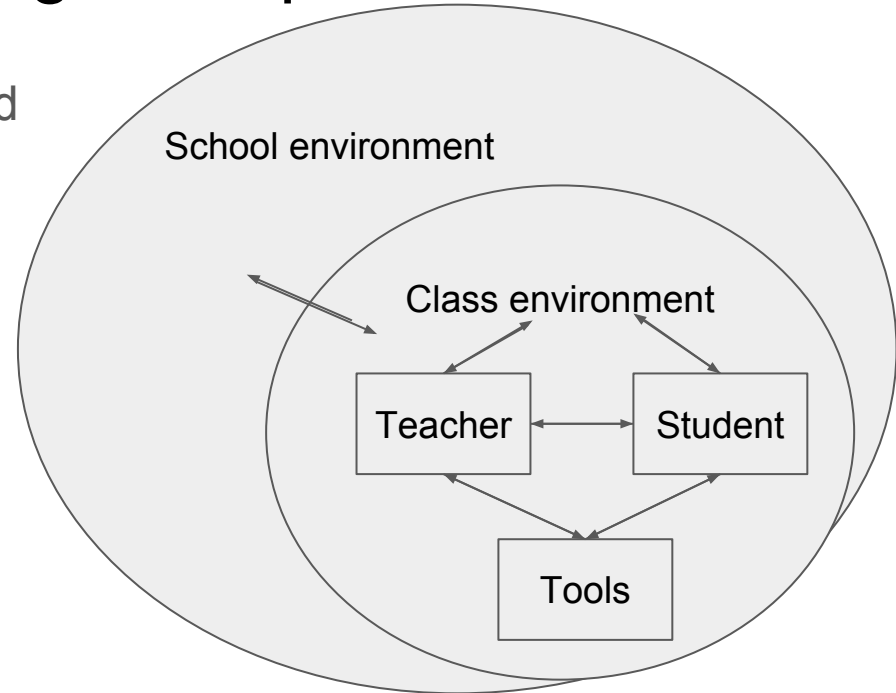 d
School environment
Class environment
Teacher
Student
Tools